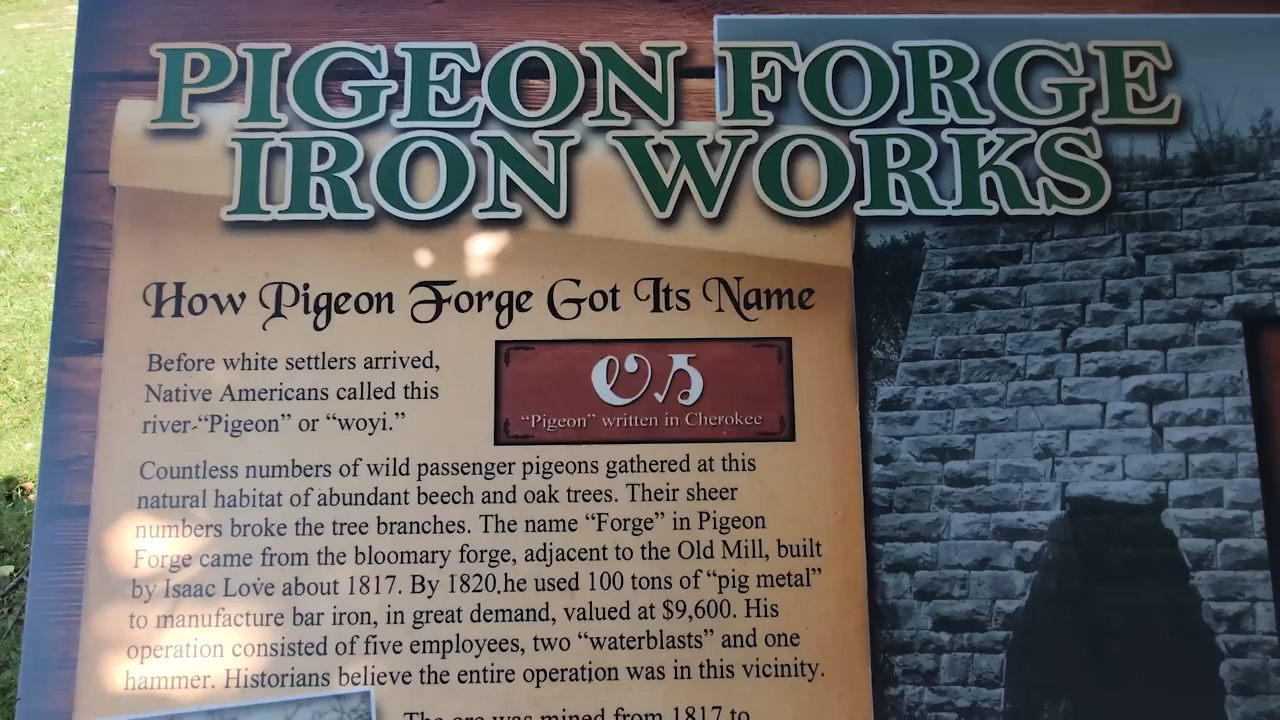 PIGEON FORGE
IRON WORKS
How Pigeon Forge Got Its Name
Before white settlers arrived,
Native Americans called this
river-“Pigeon” or “woyi.”
ᎤᏱ
“Pigeon” written in Cherokee
Countless numbers of wild passenger pigeons gathered at this
natural habitat of abundant beech and oak trees. Their sheer
numbers broke the tree branches. The name “Forge” in Pigeon
Forge came from the bloomary forge, adjacent to the Old Mill, built
by Isaac Love about 1817. By 1820 he used 100 tons of “pig metal”
to manufacture bar iron, in great demand, valued at $9,600. His
operation consisted of five employees, two “waterblasts” and one
hammer. Historians believe the entire operation was in this vicinity.
The ore was mined from 1817 to